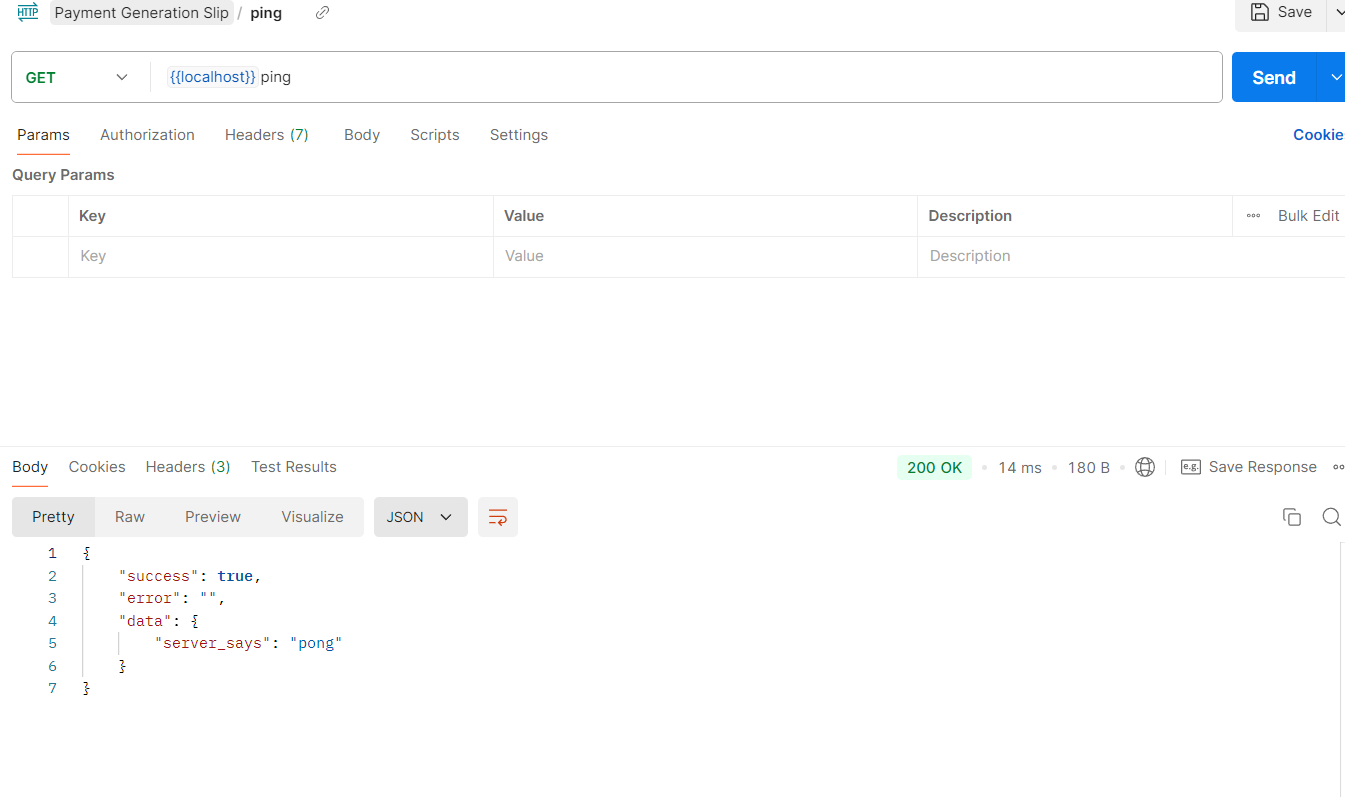 HTTP Payment Generation Slip / ping Save
GET {{localhost}} ping Send
Params Authorization Headers (7) Body Scripts Settings Cookies
Query Params
Key Value Description Bulk Edit
Key Value Description
Body Cookies Headers (3) Test Results 200 OK 14 ms 180 B e.g. Save Response
Pretty Raw Preview Visualize JSON
1 {
2 "success": true,
3 "error": "",
4 "data": {
5 "server_says": "pong"
6 }
7 }